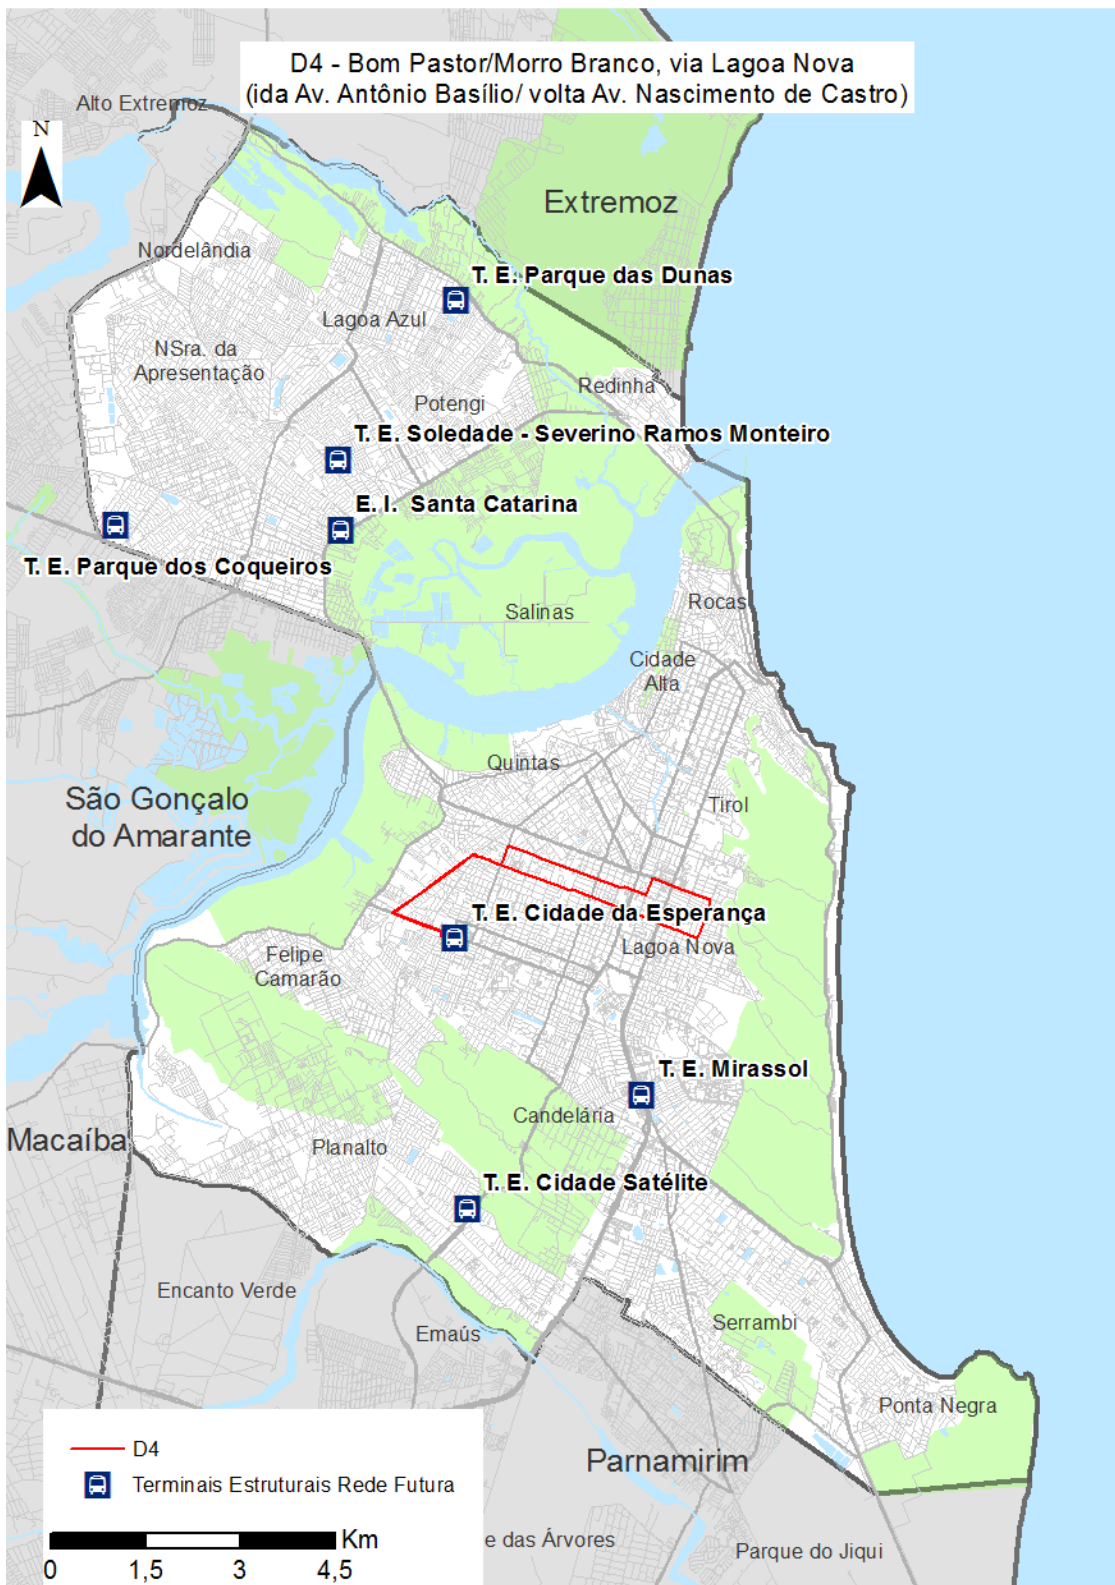 D4 - Bom Pastor/Morro Branco, via Lagoa Nova
(ida Av. Antônio Basílio/ volta Av. Nascimento de Castro)
Alto Extremoz
N
Extremoz
Nordelândia
T. E. Parque das Dunas
Lagoa Azul
NSra. da
Apresentação
Redinha
Potengi
T. E. Soledade - Severino Ramos Monteiro
E. I. Santa Catarina
T. E. Parque dos Coqueiros
Rocas
Salinas
Cidade
Alta
Quintas
São Gonçalo
do Amarante
Tirol
T. E. Cidade da Esperança
Lagoa Nova
Felipe
Camarão
T. E. Mirassol
Candelária
Macaíba
Planalto
T. E. Cidade Satélite
Encanto Verde
Emaús
Serrambi
Ponta Negra
Parnamirim
D4
Terminais Estruturais Rede Futura
Km
0 1,5 3 4,5
e das Árvores
Parque do Jiqui